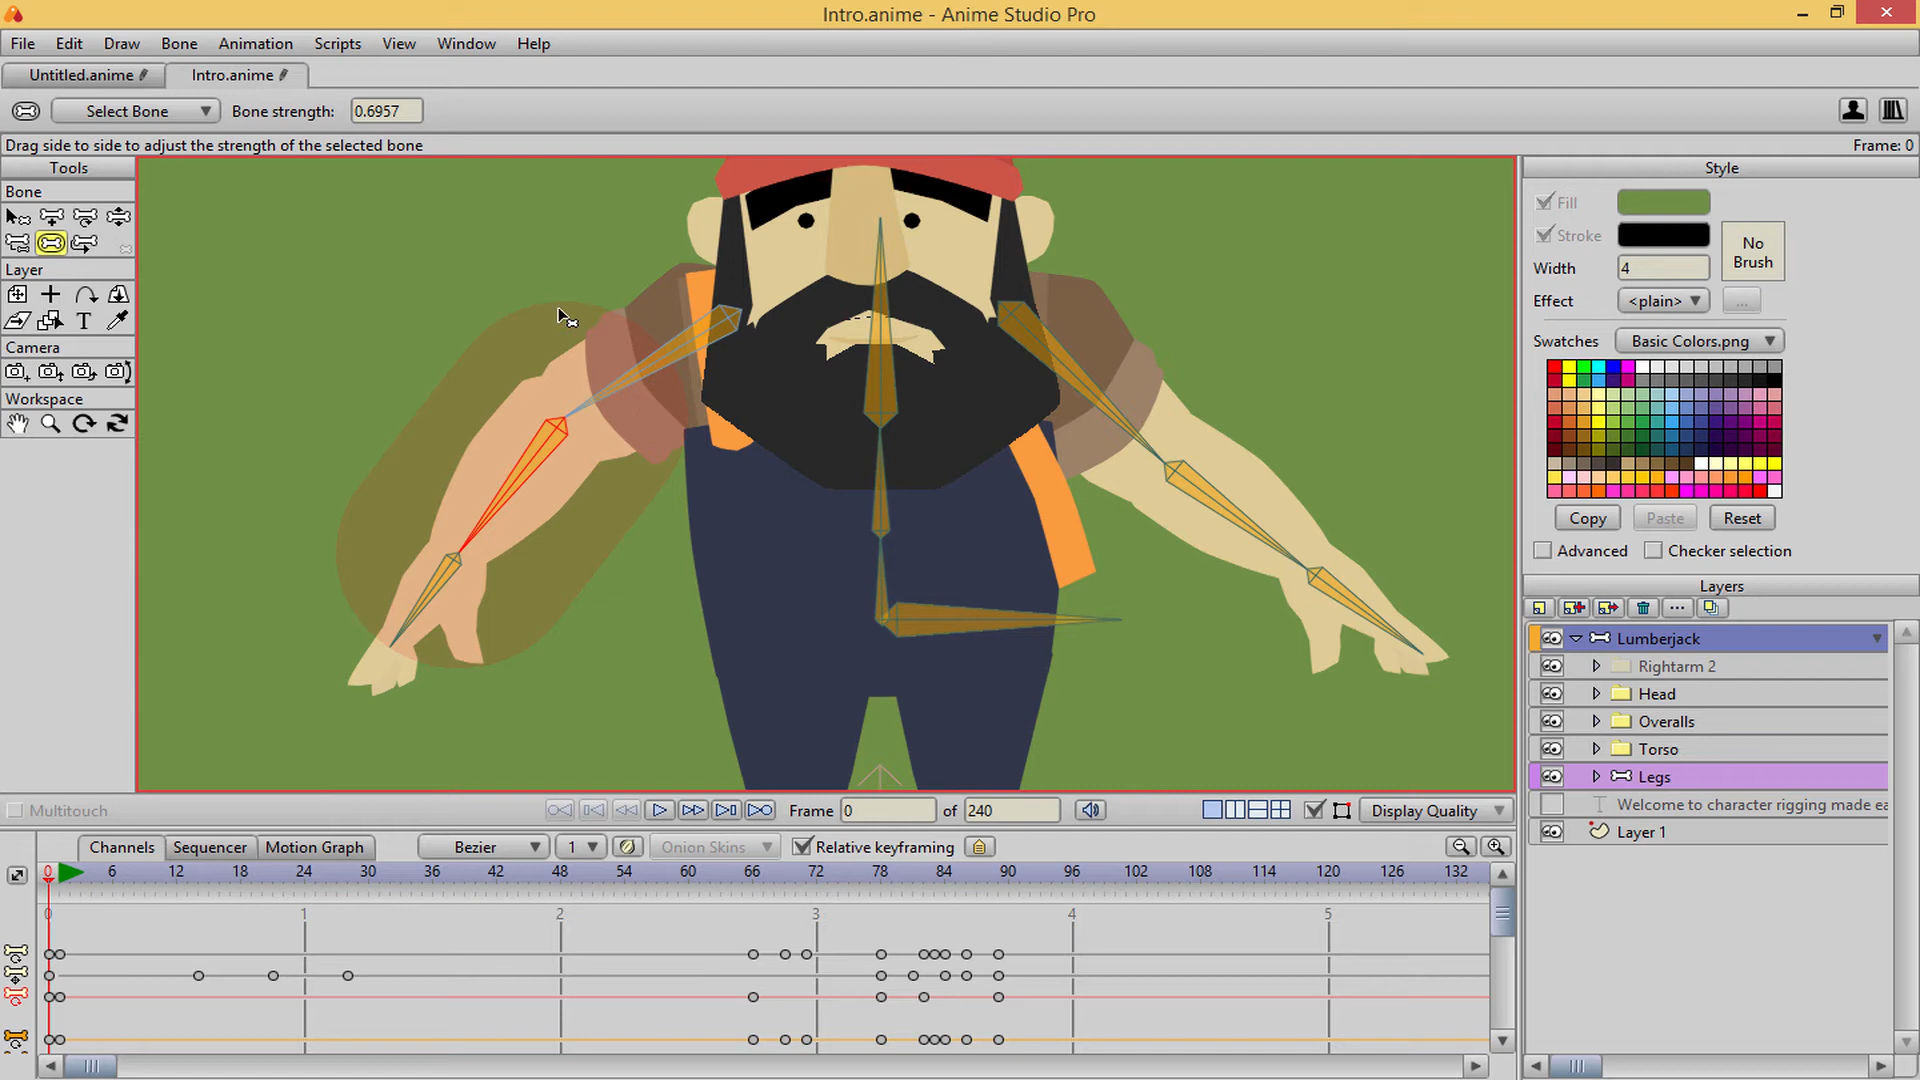 Intro.anime - Anime Studio Pro
File Edit Draw Bone Animation Scripts View Window Help
Untitled.anime Intro.anime
Select Bone Bone strength: 0.6957
Drag side to side to adjust the strength of the selected bone Frame: 0
Tools
Bone
Layer
T
Camera
Workspace
Style
Fill
Stroke
No Brush
Width 4
Effect <plain> ...
Swatches Basic Colors.png
Copy Paste Reset
Advanced Checker selection
Layers
Lumberjack
Rightarm 2
Head
Overalls
Torso
Legs
T Welcome to character rigging made ea
Layer 1
Multitouch Frame 0 of 240 Display Quality
Channels Sequencer Motion Graph Bezier 1 Onion Skins Relative keyframing
0 6 12 18 24 30 36 42 48 54 60 66 72 78 84 90 96 102 108 114 120 126 132
0 1 2 3 4 5